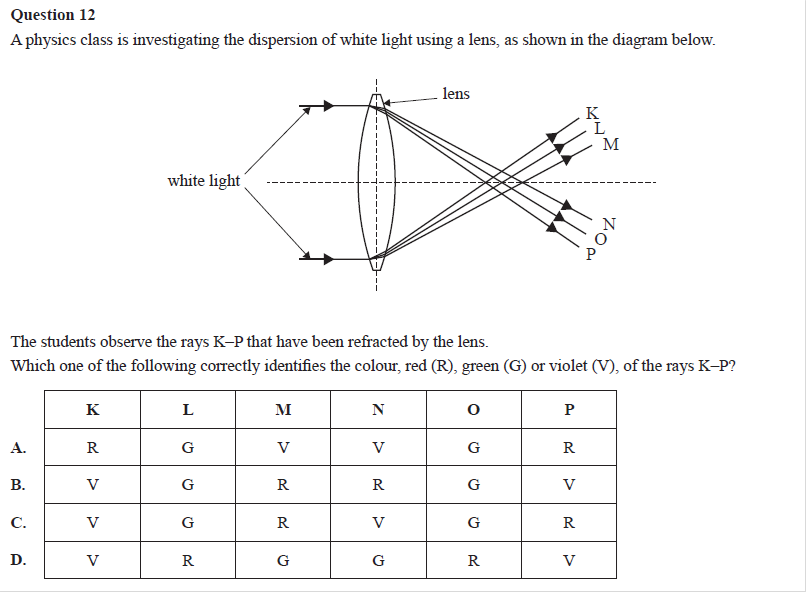 Question 12
A physics class is investigating the dispersion of white light using a lens, as shown in the diagram below.
lens
K
L
M
white light
N
O
P
The students observe the rays K–P that have been refracted by the lens.
Which one of the following correctly identifies the colour, red (R), green (G) or violet (V), of the rays K–P?
K L M N O P
A. R G V V G R
B. V G R R G V
C. V G R V G R
D. V R G G R V